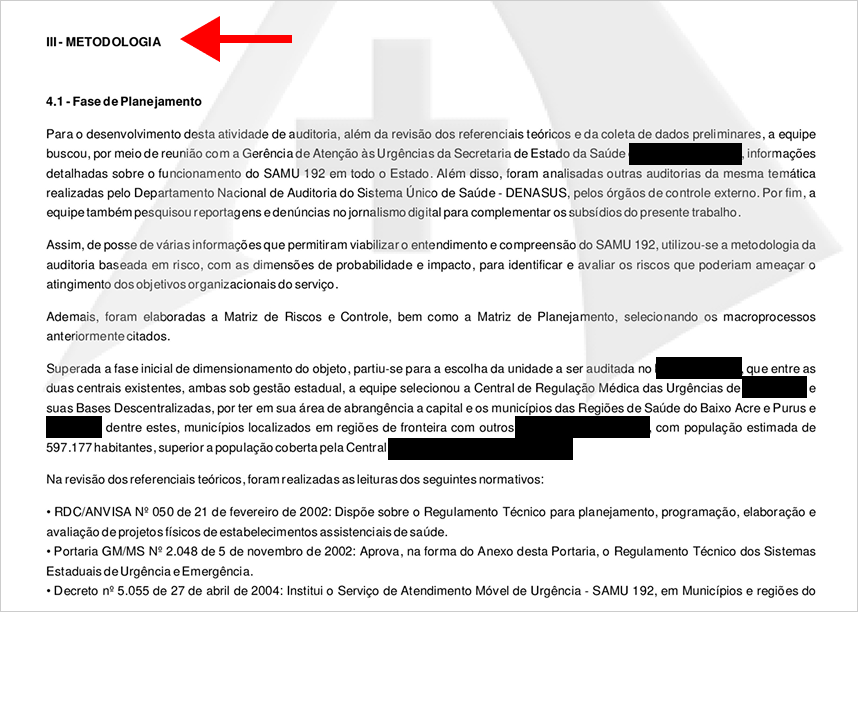 III - METODOLOGIA
4.1 - Fase de Planejamento
Para o desenvolvimento desta atividade de auditoria, além da revisão dos referenciais teóricos e da coleta de dados preliminares, a equipe
buscou, por meio de reunião com a Gerência de Atenção às Urgências da Secretaria de Estado da Saúde , informações
detalhadas sobre o funcionamento do SAMU 192 em todo o Estado. Além disso, foram analisadas outras auditorias da mesma temática
realizadas pelo Departamento Nacional de Auditoria do Sistema Único de Saúde - DENASUS, pelos órgãos de controle externo. Por fim, a
equipe também pesquisou reportagens e denúncias no jornalismo digital para complementar os subsídios do presente trabalho.
Assim, de posse de várias informações que permitiram viabilizar o entendimento e compreensão do SAMU 192, utilizou-se a metodologia da
auditoria baseada em risco, com as dimensões de probabilidade e impacto, para identificar e avaliar os riscos que poderiam ameaçar o
atingimento dos objetivos organizacionais do serviço.
Ademais, foram elaboradas a Matriz de Riscos e Controle, bem como a Matriz de Planejamento, selecionando os macroprocessos
anteriormente citados.
Superada a fase inicial de dimensionamento do objeto, partiu-se para a escolha da unidade a ser auditada no , que entre as
duas centrais existentes, ambas sob gestão estadual, a equipe selecionou a Central de Regulação Médica das Urgências de e
suas Bases Descentralizadas, por ter em sua área de abrangência a capital e os municípios das Regiões de Saúde do Baixo Acre e Purus e
dentre estes, municípios localizados em regiões de fronteira com outros , com população estimada de
597.177 habitantes, superior a população coberta pela Central
Na revisão dos referenciais teóricos, foram realizadas as leituras dos seguintes normativos:
• RDC/ANVISA Nº 050 de 21 de fevereiro de 2002: Dispõe sobre o Regulamento Técnico para planejamento, programação, elaboração e
avaliação de projetos físicos de estabelecimentos assistenciais de saúde.
• Portaria GM/MS Nº 2.048 de 5 de novembro de 2002: Aprova, na forma do Anexo desta Portaria, o Regulamento Técnico dos Sistemas
Estaduais de Urgência e Emergência.
• Decreto nº 5.055 de 27 de abril de 2004: Institui o Serviço de Atendimento Móvel de Urgência - SAMU 192, em Municípios e regiões do